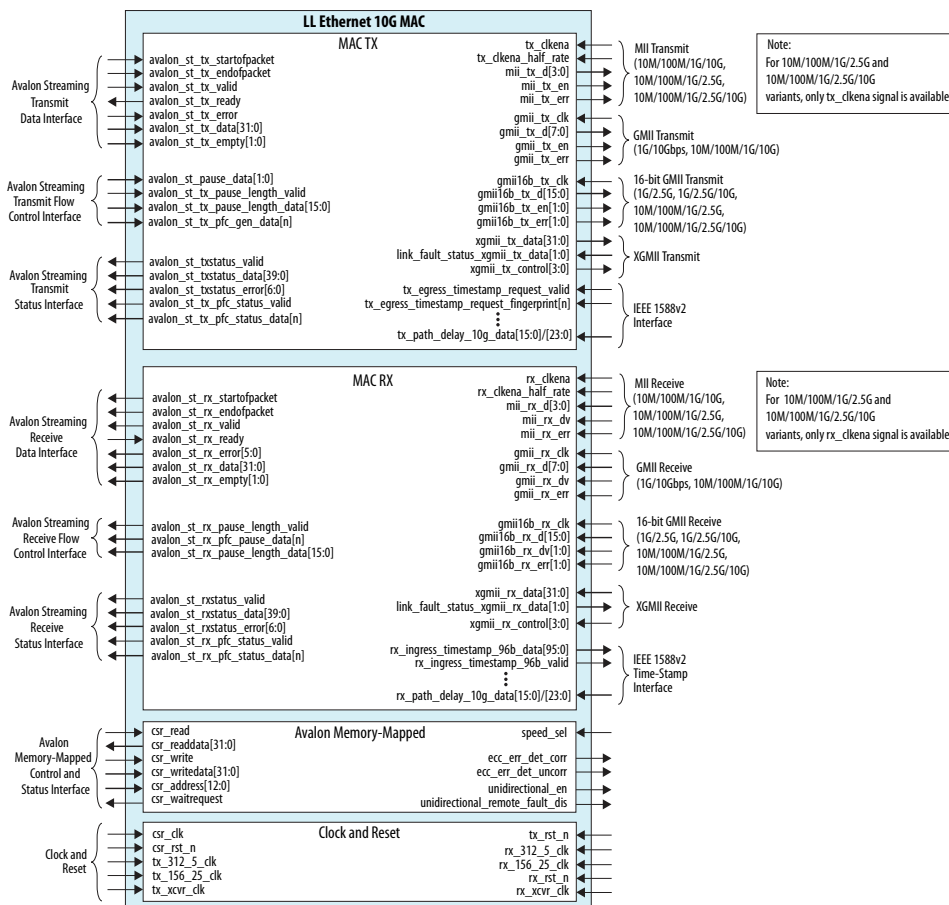 LL Ethernet 10G MAC
MAC TX
Avalon Streaming
Transmit
Data Interface
avalon_st_tx_startofpacket
avalon_st_tx_endofpacket
avalon_st_tx_valid
avalon_st_tx_ready
avalon_st_tx_error
avalon_st_tx_data[31:0]
avalon_st_tx_empty[1:0]
Avalon Streaming
Transmit Flow
Control Interface
avalon_st_pause_data[1:0]
avalon_st_tx_pause_length_valid
avalon_st_tx_pause_length_data[15:0]
avalon_st_tx_pfc_gen_data[n]
Avalon Streaming
Transmit
Status Interface
avalon_st_txstatus_valid
avalon_st_txstatus_data[39:0]
avalon_st_txstatus_error[6:0]
avalon_st_tx_pfc_status_valid
avalon_st_tx_pfc_status_data[n]
tx_clkena
tx_clkena_half_rate
mii_tx_d[3:0]
mii_tx_en
mii_tx_err
MII Transmit
(10M/100M/1G/10G,
10M/100M/1G/2.5G,
10M/100M/1G/2.5G/10G)
Note:
For 10M/100M/1G/2.5G and
10M/100M/1G/2.5G/10G
variants, only tx_clkena signal is available
gmii_tx_clk
gmii_tx_d[7:0]
gmii_tx_en
gmii_tx_err
GMII Transmit
(1G/10Gbps, 10M/100M/1G/10G)
gmii16b_tx_clk
gmii16b_tx_d[15:0]
gmii16b_tx_en[1:0]
gmii16b_tx_err[1:0]
16-bit GMII Transmit
(1G/2.5G, 1G/2.5G/10G,
10M/100M/1G/2.5G,
10M/100M/1G/2.5G/10G)
xgmii_tx_data[31:0]
link_fault_status_xgmii_tx_data[1:0]
xgmii_tx_control[3:0]
XGMII Transmit
tx_egress_timestamp_request_valid
tx_egress_timestamp_request_fingerprint[n]
tx_path_delay_10g_data[15:0]/[23:0]
IEEE 1588v2
Interface
MAC RX
Avalon Streaming
Receive
Data Interface
avalon_st_rx_startofpacket
avalon_st_rx_endofpacket
avalon_st_rx_valid
avalon_st_rx_ready
avalon_st_rx_error[5:0]
avalon_st_rx_data[31:0]
avalon_st_rx_empty[1:0]
Avalon Streaming
Receive Flow
Control Interface
avalon_st_rx_pause_length_valid
avalon_st_rx_pfc_pause_data[n]
avalon_st_rx_pause_length_data[15:0]
Avalon Streaming
Receive
Status Interface
avalon_st_rxstatus_valid
avalon_st_rxstatus_data[39:0]
avalon_st_rxstatus_error[6:0]
avalon_st_rx_pfc_status_valid
avalon_st_rx_pfc_status_data[n]
rx_clkena
rx_clkena_half_rate
mii_rx_d[3:0]
mii_rx_dv
mii_rx_err
MII Receive
(10M/100M/1G/10G,
10M/100M/1G/2.5G,
10M/100M/1G/2.5G/10G)
Note:
For 10M/100M/1G/2.5G and
10M/100M/1G/2.5G/10G
variants, only rx_clkena signal is available
gmii_rx_clk
gmii_rx_d[7:0]
gmii_rx_dv
gmii_rx_err
GMII Receive
(1G/10Gbps, 10M/100M/1G/10G)
gmii16b_rx_clk
gmii16b_rx_d[15:0]
gmii16b_rx_dv[1:0]
gmii16b_rx_err[1:0]
16-bit GMII Receive
(1G/2.5G, 1G/2.5G/10G,
10M/100M/1G/2.5G,
10M/100M/1G/2.5G/10G)
xgmii_rx_data[31:0]
link_fault_status_xgmii_rx_data[1:0]
xgmii_rx_control[3:0]
XGMII Receive
rx_ingress_timestamp_96b_data[95:0]
rx_ingress_timestamp_96b_valid
rx_path_delay_10g_data[15:0]/[23:0]
IEEE 1588v2
Time-Stamp
Interface
Avalon Memory-Mapped
Avalon
Memory-Mapped
Control and
Status Interface
csr_read
csr_readdata[31:0]
csr_write
csr_writedata[31:0]
csr_address[12:0]
csr_waitrequest
speed_sel
ecc_err_det_corr
ecc_err_det_uncorr
unidirectional_en
unidirectional_remote_fault_dis
Clock and Reset
Clock and
Reset
csr_clk
csr_rst_n
tx_312_5_clk
tx_156_25_clk
tx_xcvr_clk
tx_rst_n
rx_312_5_clk
rx_156_25_clk
rx_rst_n
rx_xcvr_clk